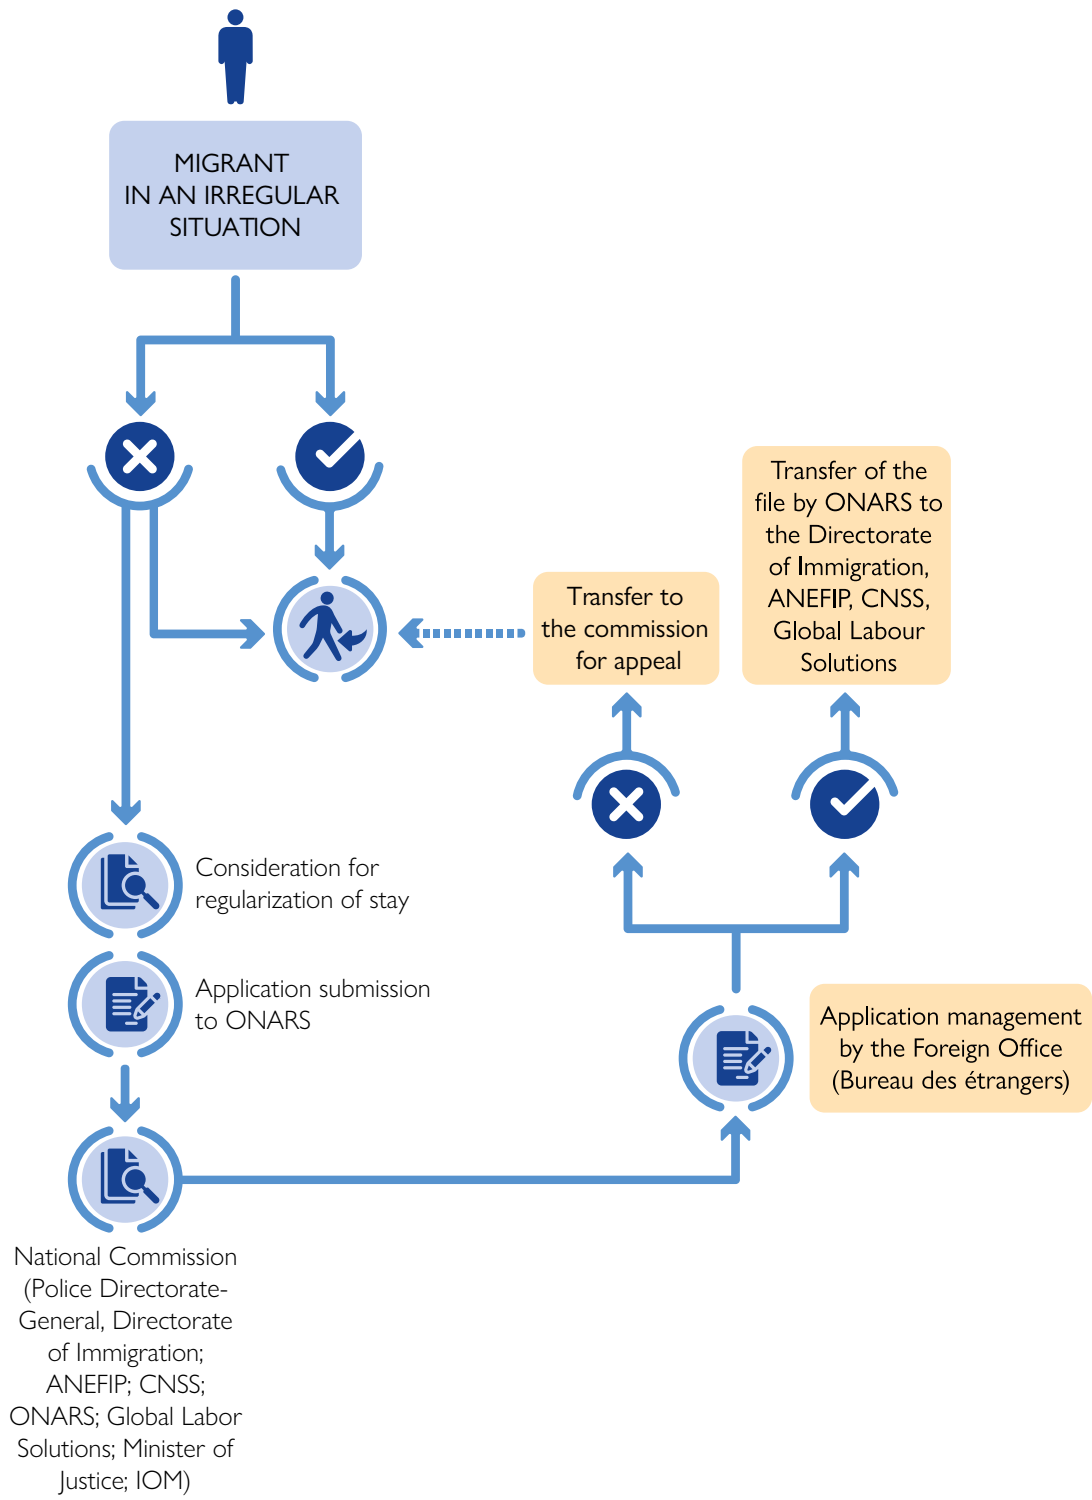 MIGRANT
IN AN IRREGULAR
SITUATION
Transfer of the
file by ONARS to
the Directorate
of Immigration,
ANEFIP, CNSS,
Global Labour
Solutions
Transfer to
the commission
for appeal
Consideration for
regularization of stay
Application submission
to ONARS
Application management
by the Foreign Office
(Bureau des étrangers)
National Commission
(Police Directorate-
General, Directorate
of Immigration;
ANEFIP; CNSS;
ONARS; Global Labor
Solutions; Minister of
Justice; IOM)